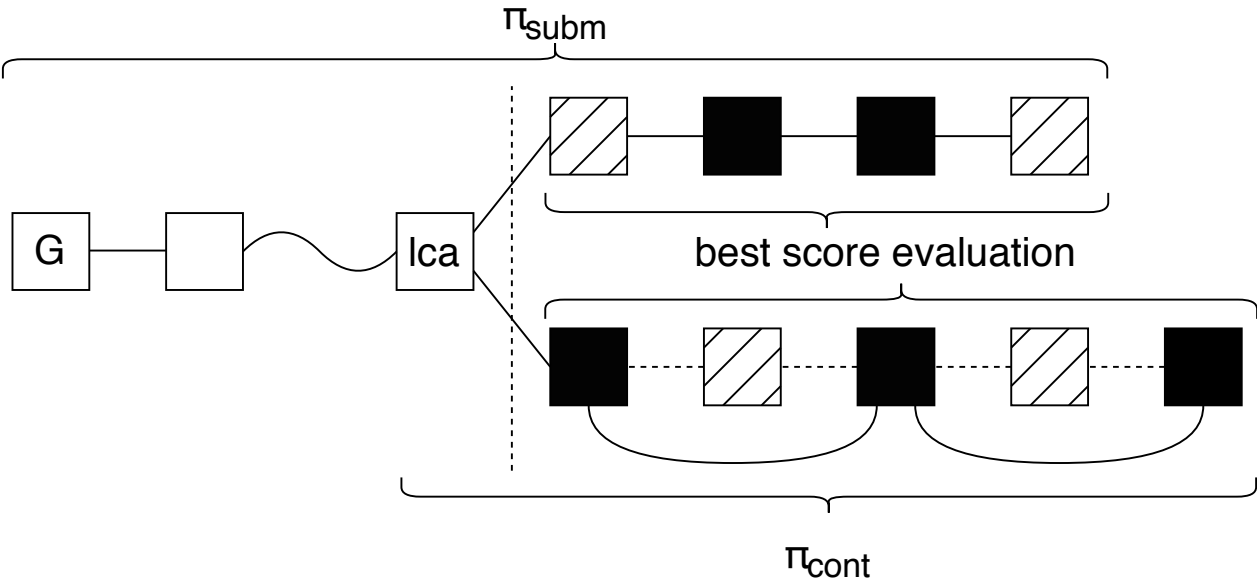 πsubm
G
lca
best score evaluation
πcont